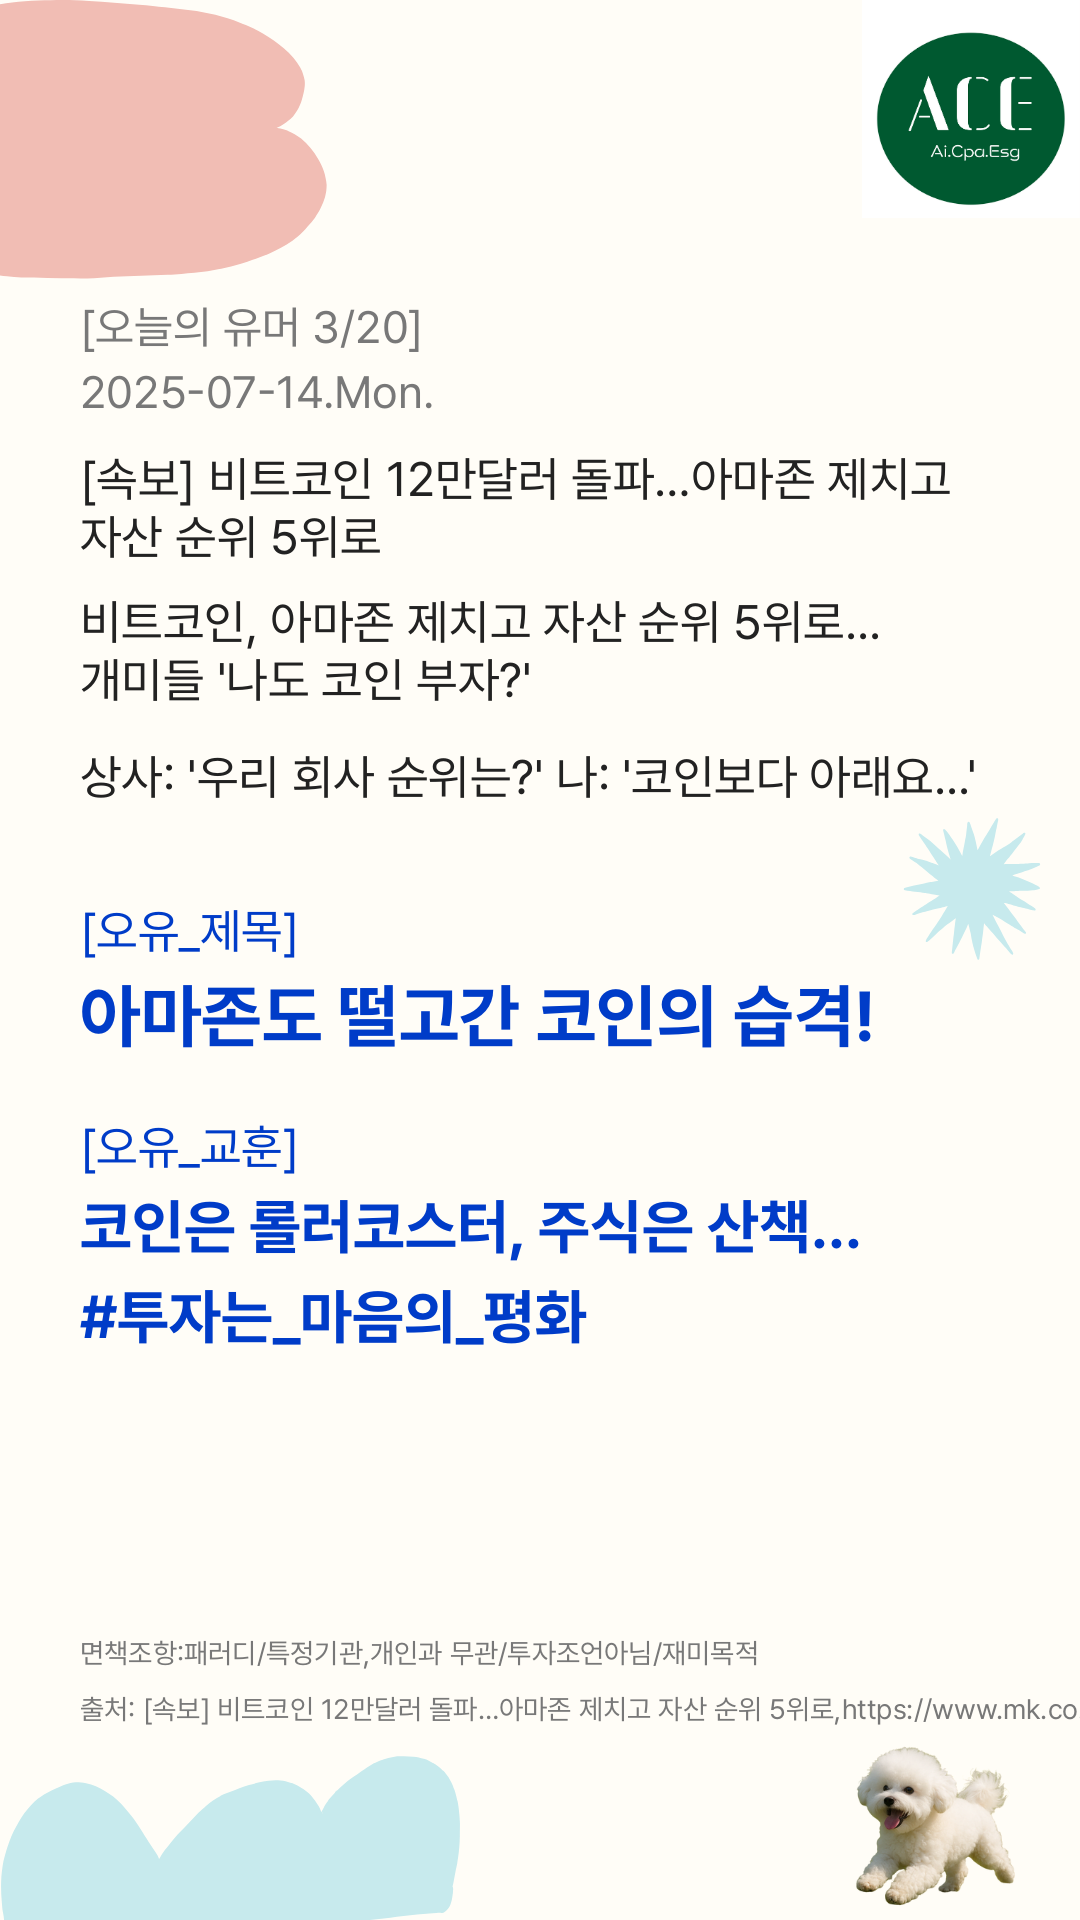 ACE
Ai.Cpa.Esg
[오늘의 유머 3/20]
2025-07-14.Mon.
[속보] 비트코인 12만달러 돌파...아마존 제치고
자산 순위 5위로
비트코인, 아마존 제치고 자산 순위 5위로...
개미들 '나도 코인 부자?'
상사: '우리 회사 순위는?' 나: '코인보다 아래요...'
[오유_제목]
아마존도 떨고간 코인의 습격!
[오유_교훈]
코인은 롤러코스터, 주식은 산책...
#투자는_마음의_평화
면책조항:패러디/특정기관,개인과 무관/투자조언아님/재미목적
출처: [속보] 비트코인 12만달러 돌파...아마존 제치고 자산 순위 5위로,https://www.mk.co